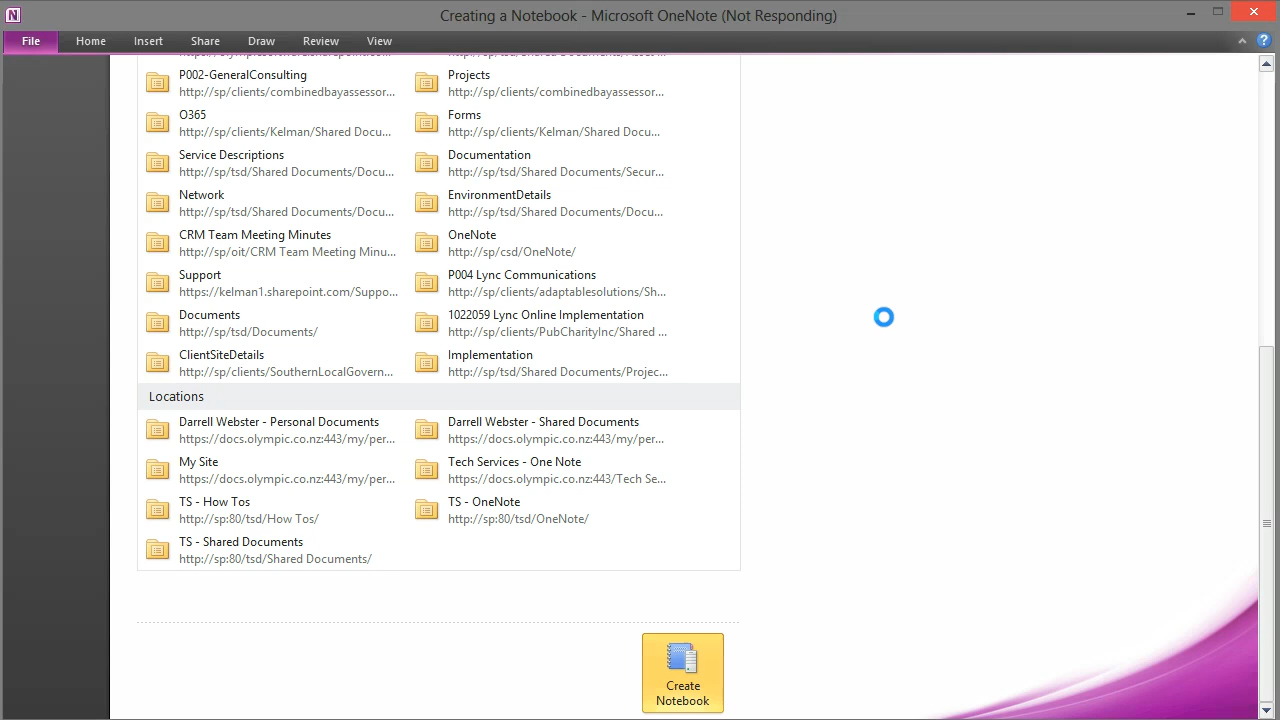 Creating a Notebook - Microsoft OneNote (Not Responding)
File Home Insert Share Draw Review View
P002-GeneralConsulting
http://sp/clients/combinedbayassessor...
Projects
http://sp/clients/combinedbayassessor...
O365
http://sp/clients/Kelman/Shared Docu...
Forms
http://sp/clients/Kelman/Shared Docu...
Service Descriptions
http://sp/tsd/Shared Documents/Docu...
Documentation
http://sp/tsd/Shared Documents/Secur...
Network
http://sp/tsd/Shared Documents/Docu...
EnvironmentDetails
http://sp/tsd/Shared Documents/Docu...
CRM Team Meeting Minutes
http://sp/oit/CRM Team Meeting Minu...
OneNote
http://sp/csd/OneNote/
Support
https://kelman1.sharepoint.com/Suppo...
P004 Lync Communications
http://sp/clients/adaptablesolutions/Sh...
Documents
http://sp/tsd/Documents/
1022059 Lync Online Implementation
http://sp/clients/PubCharityInc/Shared ...
ClientSiteDetails
http://sp/clients/SouthernLocalGovern...
Implementation
http://sp/tsd/Shared Documents/Projec...
Locations
Darrell Webster - Personal Documents
https://docs.olympic.co.nz:443/my/per...
Darrell Webster - Shared Documents
https://docs.olympic.co.nz:443/my/per...
My Site
https://docs.olympic.co.nz:443/my/per...
Tech Services - One Note
https://docs.olympic.co.nz:443/Tech Se...
TS - How Tos
http://sp:80/tsd/How Tos/
TS - OneNote
http://sp:80/tsd/OneNote/
TS - Shared Documents
http://sp:80/tsd/Shared Documents/
Create
Notebook